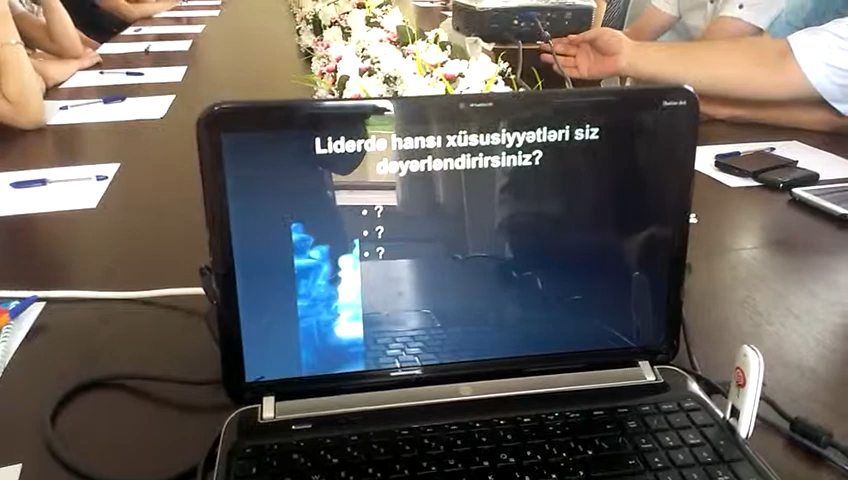 Liderdə hansı xüsusiyyətləri siz
dəyərləndirirsiniz?
• ?
• ?
• ?